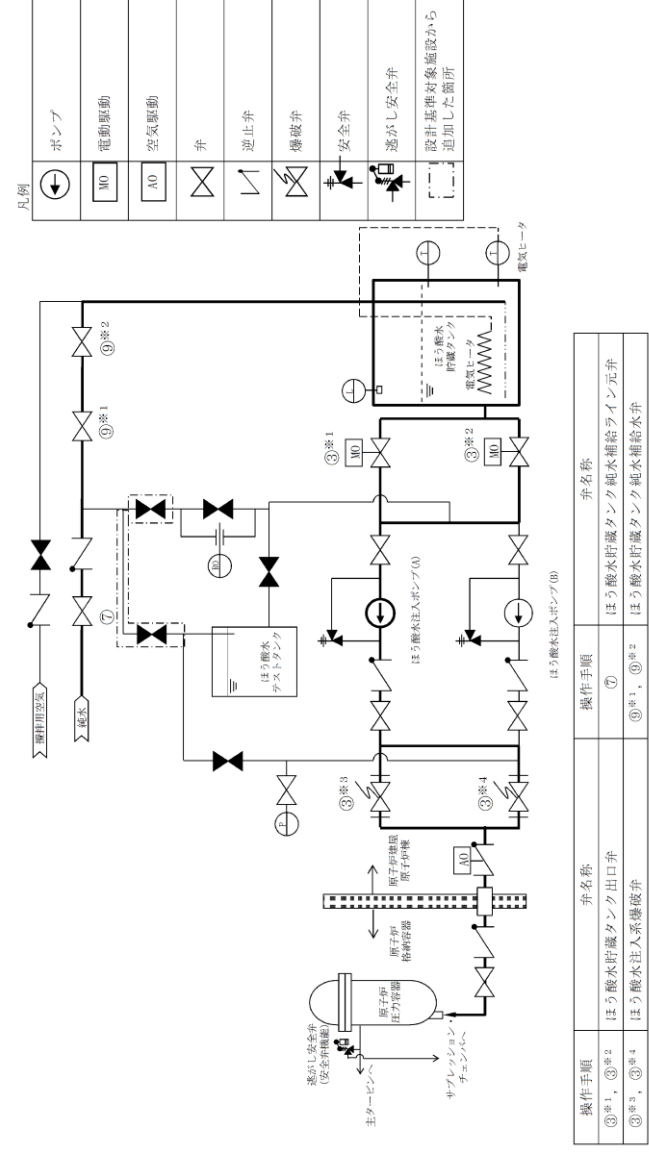 凡例
ポンプ
MO
電動駆動
AO
空気駆動
弁
逆止弁
爆破弁
安全弁
逃がし安全弁
設計基準対象施設から
追加した箇所
攪拌用空気
純水
⑨※1
⑨※2
⑦
RO
ほう酸水
テストタンク
L
T
T
ほう酸水
貯蔵タンク
電気ヒータ
電気ヒータ
P
③※3
③※1
MO
ほう酸水注入ポンプ(A)
③※4
③※2
MO
ほう酸水注入ポンプ(B)
AO
原子炉建屋
原子炉棟
原子炉
格納容器
原子炉
圧力容器
逃がし安全弁
(安全弁機能)
主タービンへ
サプレッション・
チェンバへ
操作手順 弁名称 操作手順 弁名称
③※1，③※2 ほう酸水貯蔵タンク出口弁 ⑦ ほう酸水貯蔵タンク純水補給ライン元弁
③※3，③※4 ほう酸水注入系爆破弁 ⑨※1，⑨※2 ほう酸水貯蔵タンク純水補給水弁